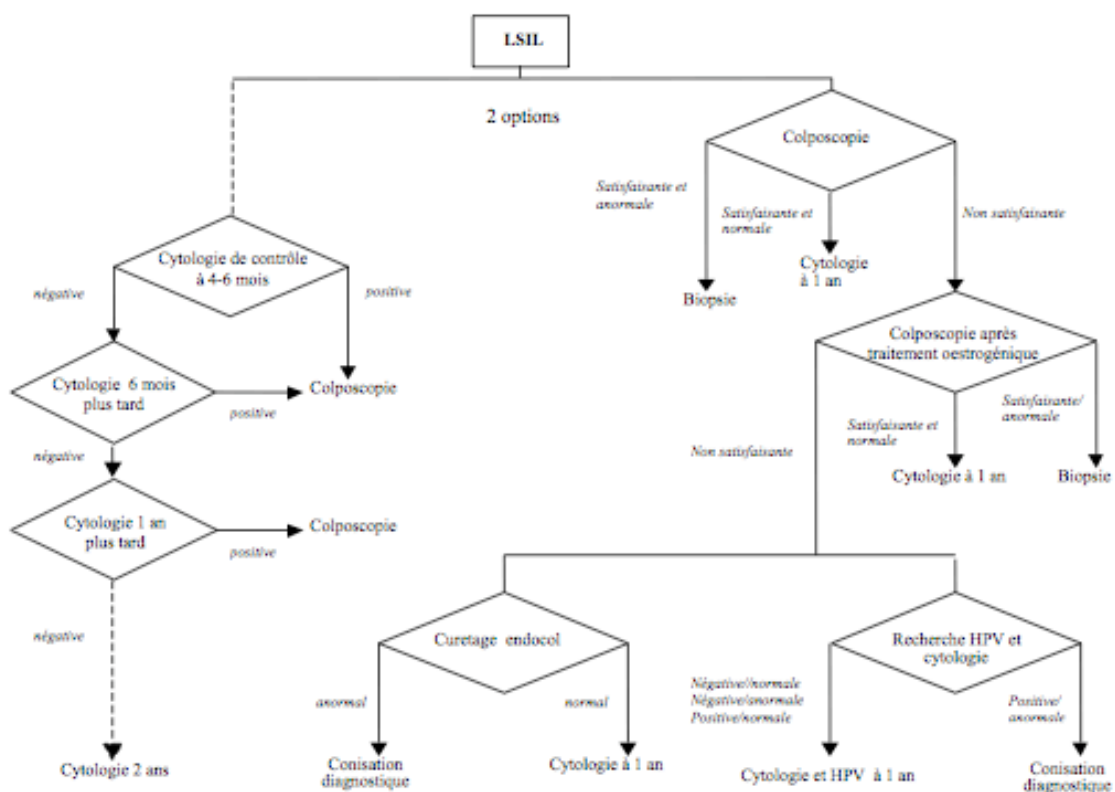 LSIL
2 options
Colposcopie
Satisfaisante et
anormale
Satisfaisante et
normale
Non satisfaisante
Cytologie de contrôle
à 4-6 mois
négative
positive
Biopsie
Cytologie
à 1 an
Colposcopie après
traitement oestrogénique
Cytologie 6 mois
plus tard
positive
Colposcopie
Non satisfaisante
Satisfaisante et
normale
Satisfaisante/
anormale
négative
Cytologie à 1 an
Biopsie
Cytologie 1 an
plus tard
positive
Colposcopie
négative
Curetage endocol
Recherche HPV et
cytologie
anormal
normal
Négative//normale
Négative/anormale
Positive/normale
Positive/
anormale
Cytologie 2 ans
Conisation
diagnostique
Cytologie à 1 an
Cytologie et HPV à 1 an
Conisation
diagnostique